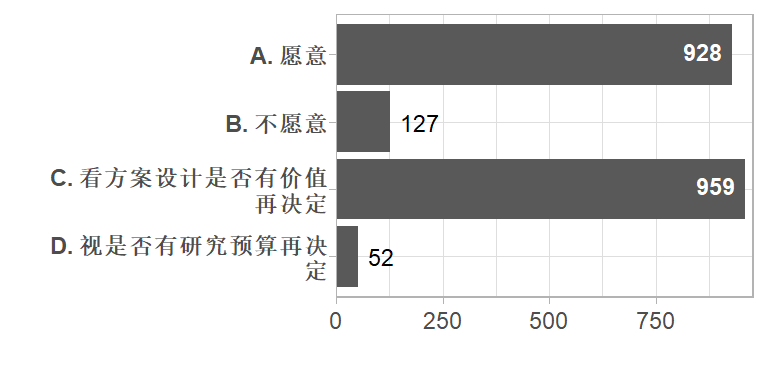 A. 愿意
928
B. 不愿意
127
C. 看方案设计是否有价值
再决定
959
D. 视是否有研究预算再决
定
52
0 250 500 750